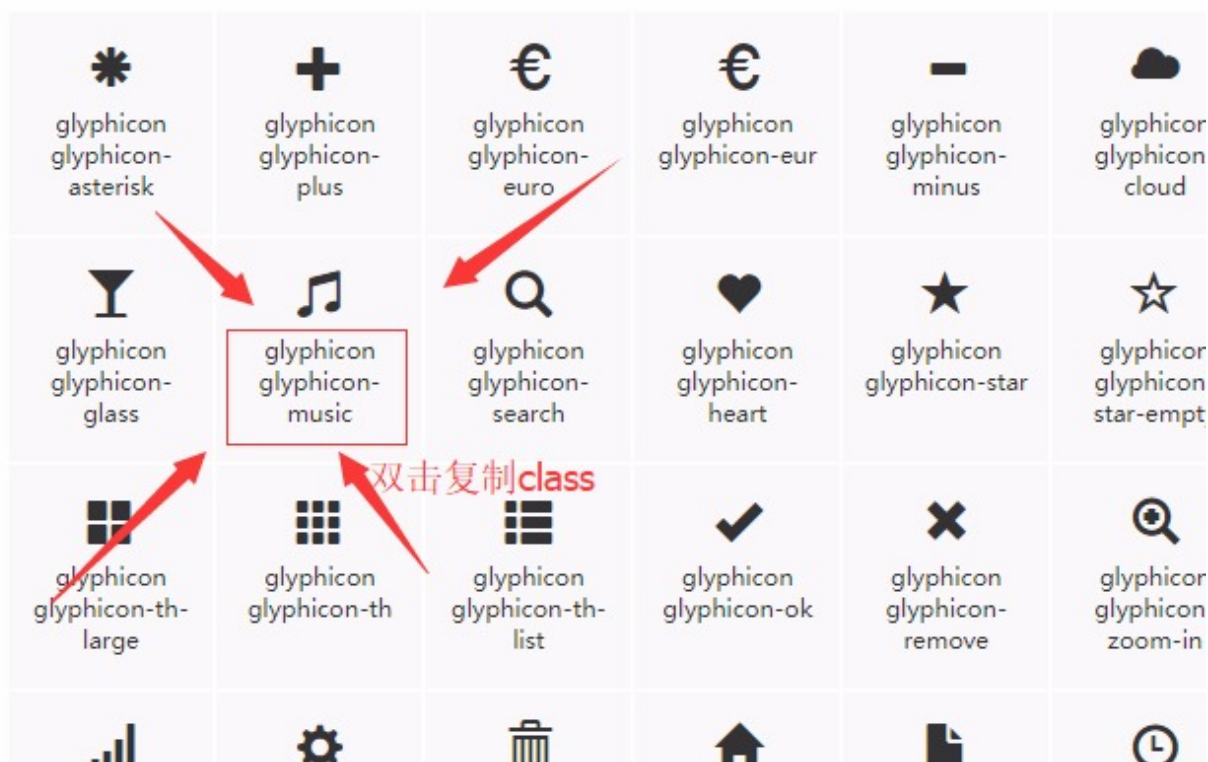 glyphicon
glyphicon-
asterisk
glyphicon
glyphicon-
plus
glyphicon
glyphicon-
euro
glyphicon
glyphicon-eur
glyphicon
glyphicon-
minus
glyphicon
glyphicon
cloud
glyphicon
glyphicon-
glass
glyphicon
glyphicon-
music
glyphicon
glyphicon-
search
glyphicon
glyphicon-
heart
glyphicon
glyphicon-star
glyphicon
glyphicon
star-empty
双击复制class
glyphicon
glyphicon-th-
large
glyphicon
glyphicon-th
glyphicon
glyphicon-th-
list
glyphicon
glyphicon-ok
glyphicon
glyphicon-
remove
glyphicon
glyphicon
zoom-in